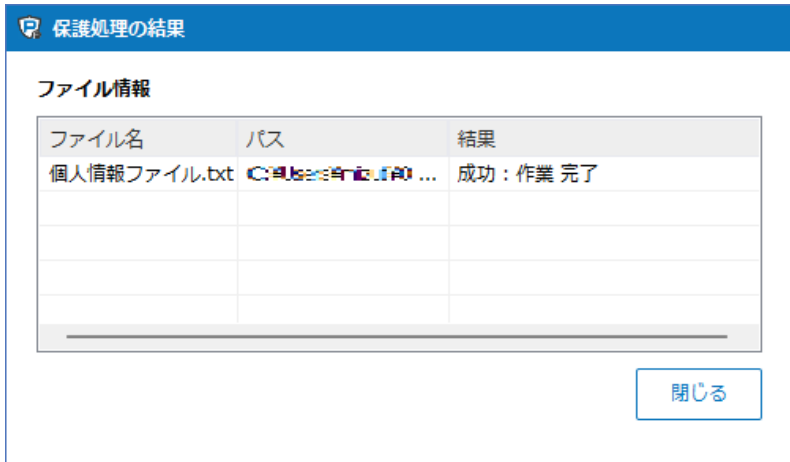 保護処理の結果
ファイル情報
ファイル名 パス 結果
個人情報ファイル.txt ... 成功：作業 完了
閉じる